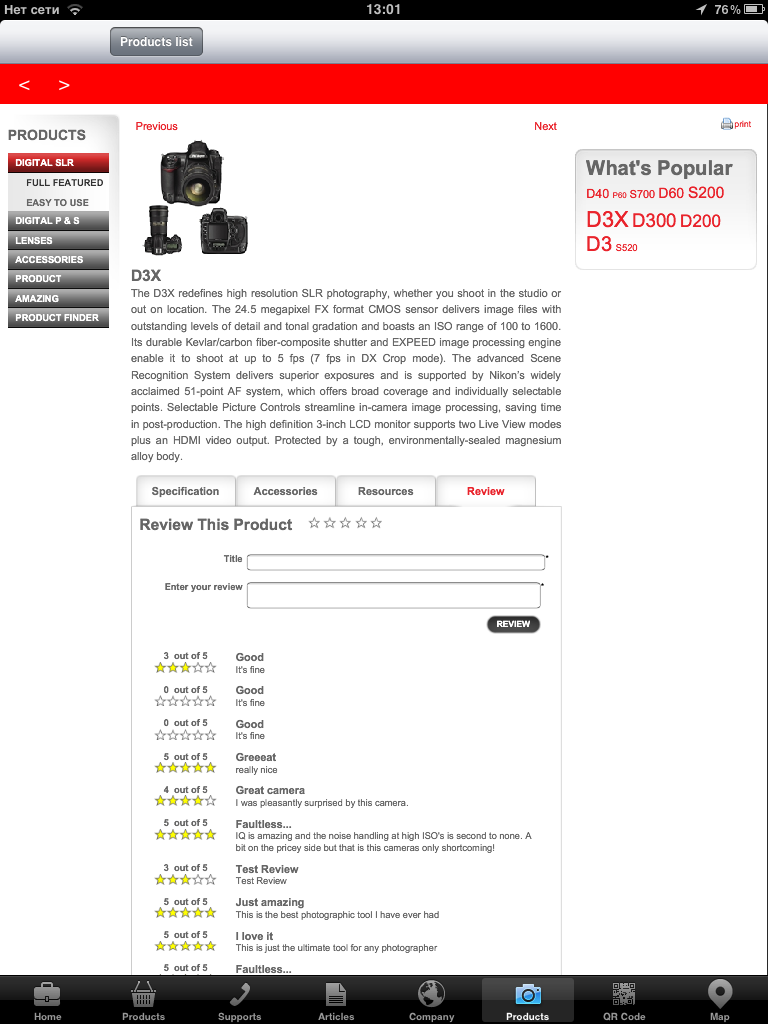 Нет сети 13:01 76%
Products list
< >
PRODUCTS
DIGITAL SLR
FULL FEATURED
EASY TO USE
DIGITAL P & S
LENSES
ACCESSORIES
PRODUCT
AMAZING
PRODUCT FINDER
Previous Next
D3X
The D3X redefines high resolution SLR photography, whether you shoot in the studio or
out on location. The 24.5 megapixel FX format CMOS sensor delivers image files with
outstanding levels of detail and tonal gradation and boasts an ISO range of 100 to 1600.
Its durable Kevlar/carbon fiber-composite shutter and EXPEED image processing engine
enable it to shoot at up to 5 fps (7 fps in DX Crop mode). The advanced Scene
Recognition System delivers superior exposures and is supported by Nikon's widely
acclaimed 51-point AF system, which offers broad coverage and individually selectable
points. Selectable Picture Controls streamline in-camera image processing, saving time
in post-production. The high definition 3-inch LCD monitor supports two Live View modes
plus an HDMI video output. Protected by a tough, environmentally-sealed magnesium
alloy body.
print
What's Popular
D40 P60 S700 D60 S200
D3X D300 D200
D3 S520
Specification Accessories Resources Review
Review This Product
Title *
Enter your review *
REVIEW
3 out of 5 Good
It's fine
0 out of 5 Good
It's fine
0 out of 5 Good
It's fine
5 out of 5 Greeeat
really nice
4 out of 5 Great camera
I was pleasantly surprised by this camera.
5 out of 5 Faultless...
IQ is amazing and the noise handling at high ISO's is second to none. A
bit on the pricey side but that is this cameras only shortcoming!
3 out of 5 Test Review
Test Review
5 out of 5 Just amazing
This is the best photographic tool I have ever had
5 out of 5 I love it
This is just the ultimate tool for any photographer
5 out of 5 Faultless...
Home Products Supports Articles Company Products QR Code Map